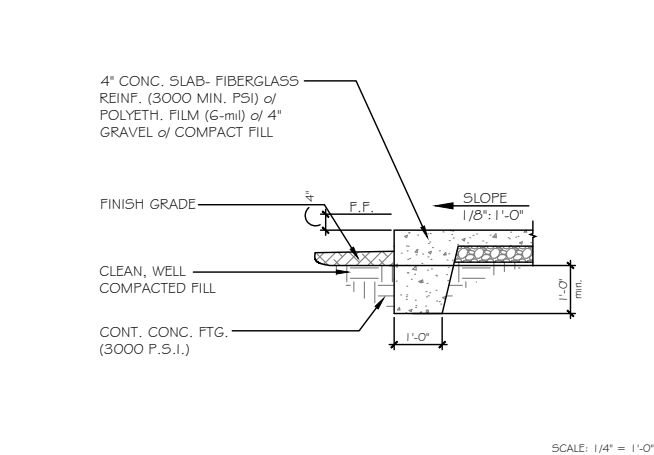 4" CONC. SLAB- FIBERGLASS
REINF. (3000 MIN. PSI) o/
POLYETH. FILM (6-mil) o/ 4"
GRAVEL o/ COMPACT FILL
FINISH GRADE
4"
F.F.
SLOPE
1/8":1'-0"
CLEAN, WELL
COMPACTED FILL
1'-0"
min.
CONT. CONC. FTG.
(3000 P.S.I.)
1'-0"
SCALE: 1/4" = 1'-0"